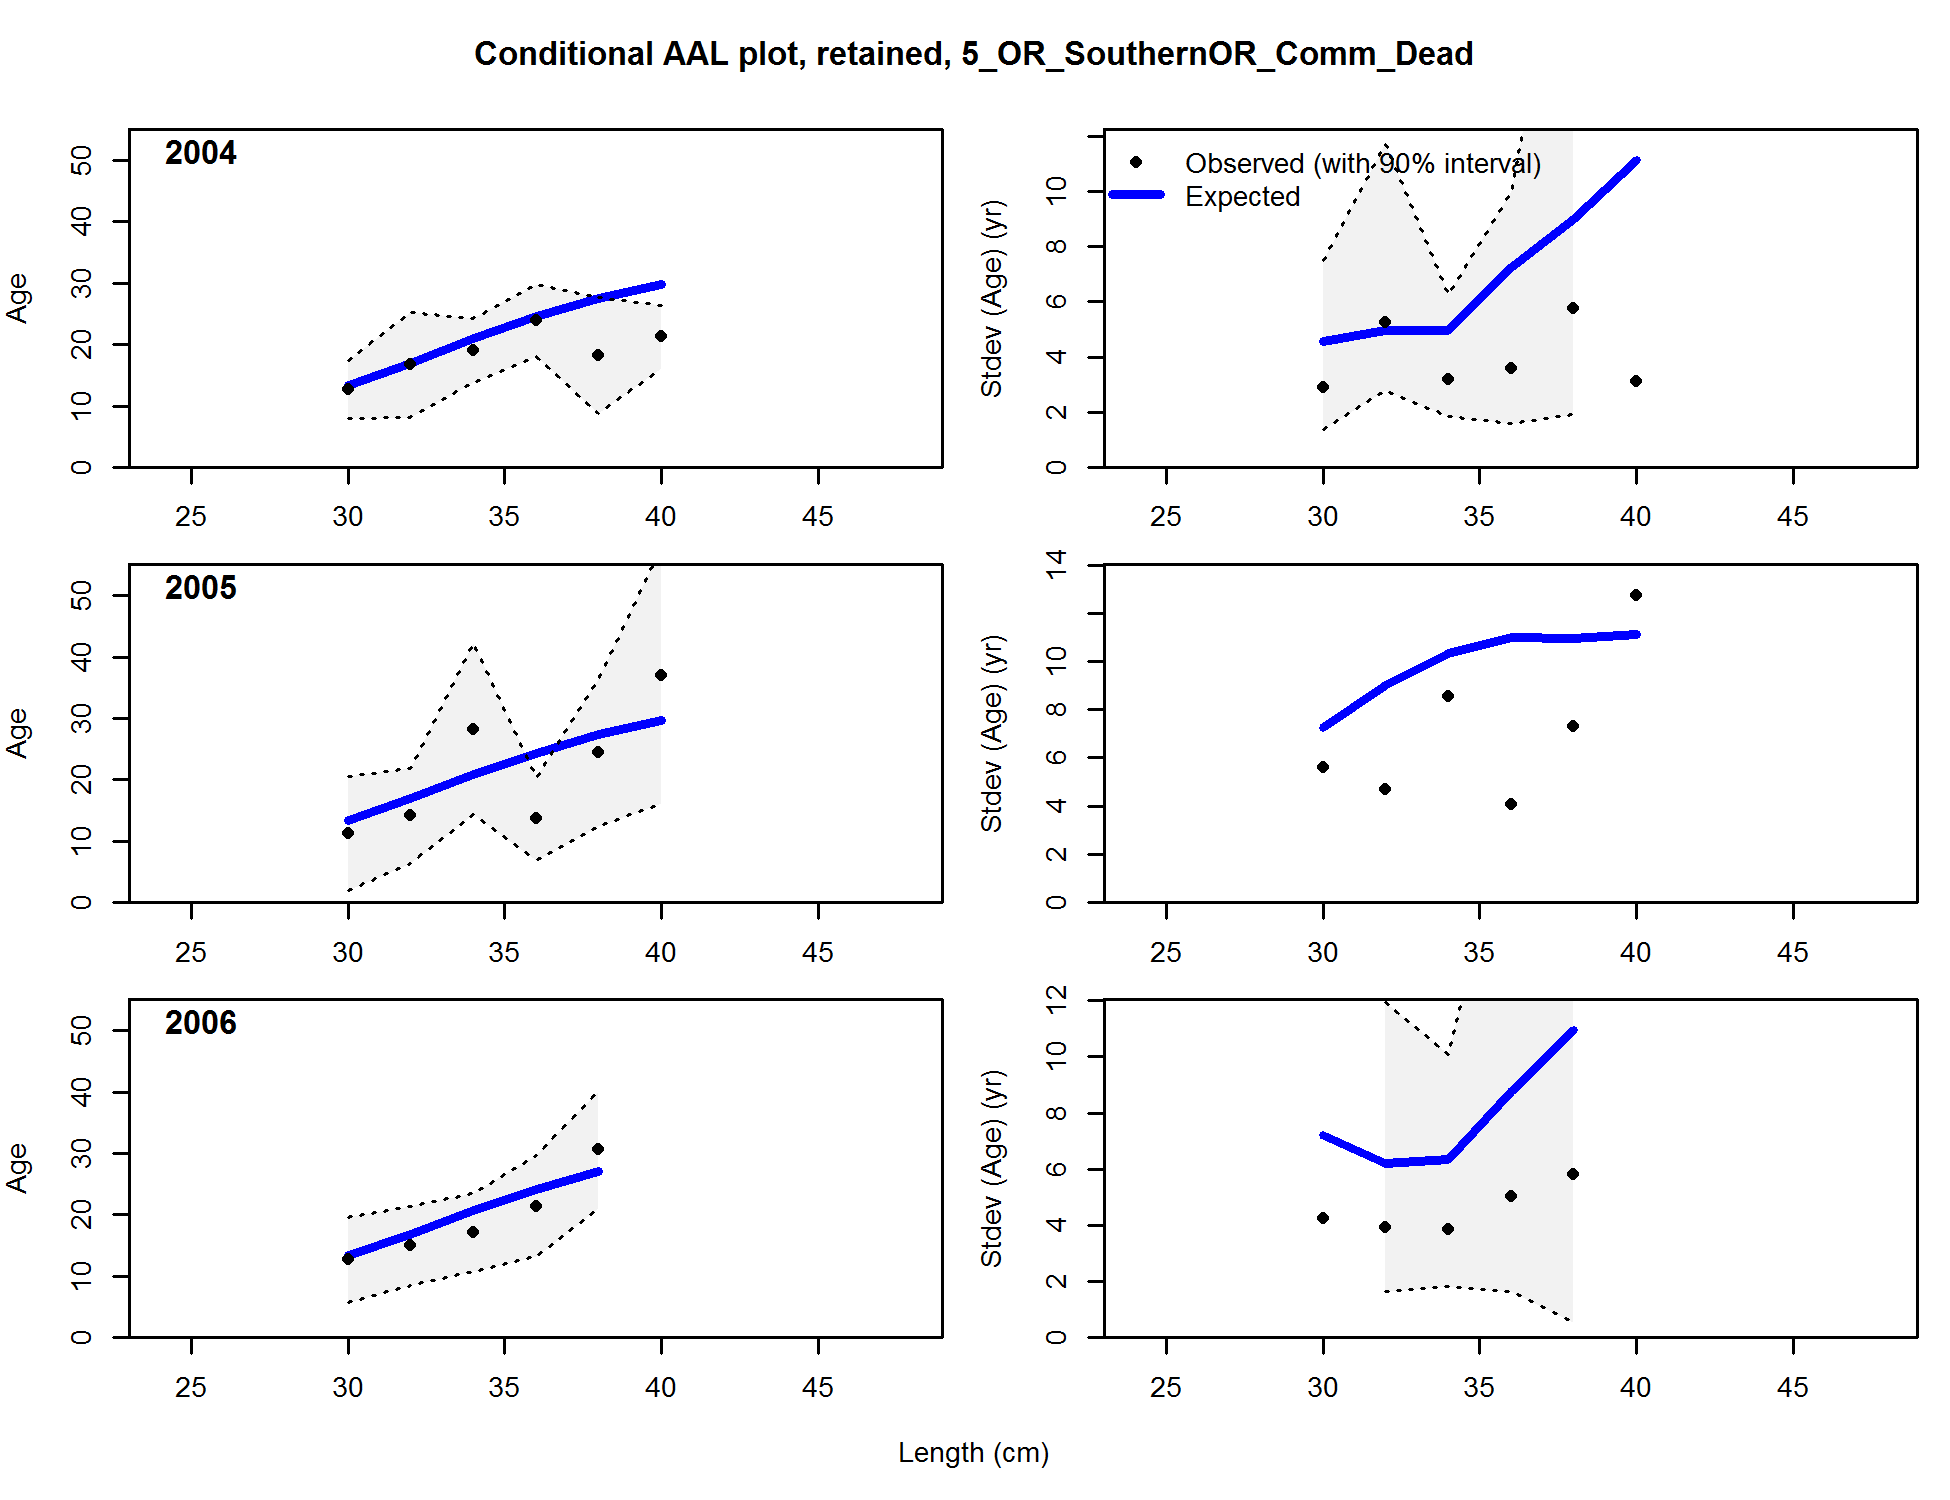 Conditional AAL plot, retained, 5_OR_SouthernOR_Comm_Dead
2004
Age
0 10 20 30 40 50
25 30 35 40 45
Observed (with 90% interval)
Expected
Stdev (Age) (yr)
0 2 4 6 8 10
25 30 35 40 45
2005
Age
0 10 20 30 40 50
25 30 35 40 45
Stdev (Age) (yr)
0 2 4 6 8 10 14
25 30 35 40 45
2006
Age
0 10 20 30 40 50
25 30 35 40 45
Stdev (Age) (yr)
0 2 4 6 8 10 12
25 30 35 40 45
Length (cm)